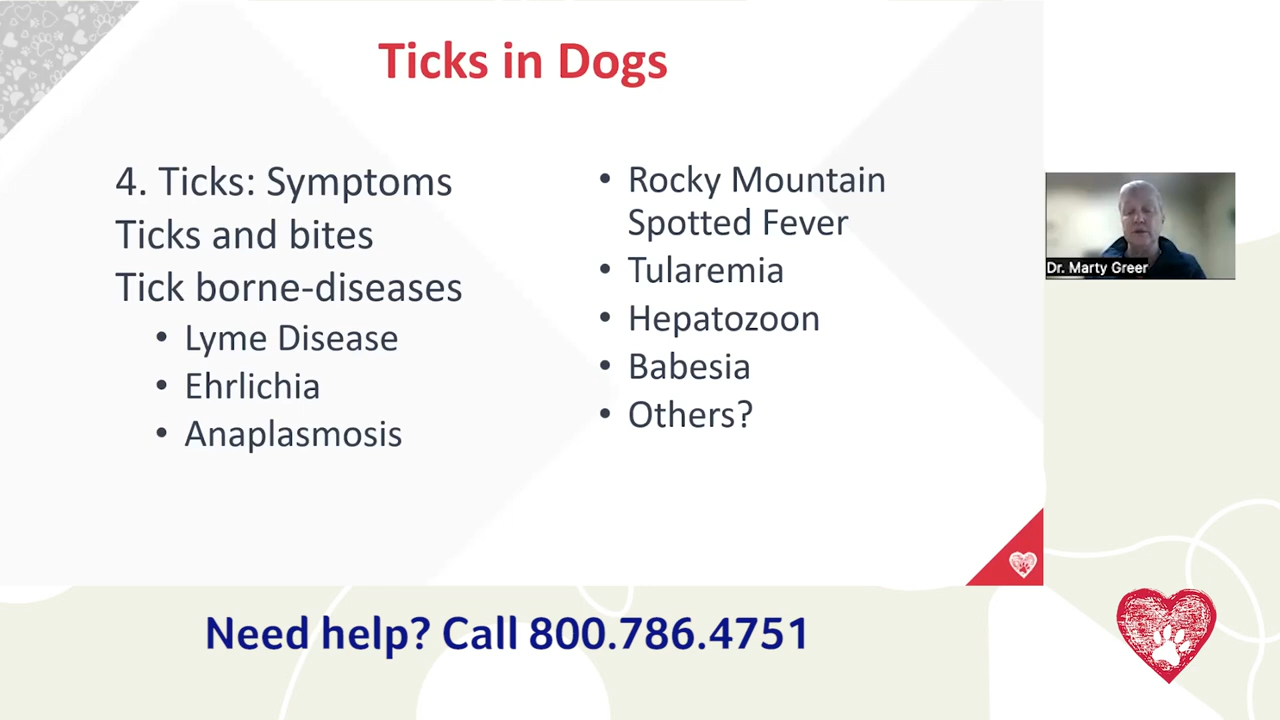 Ticks in Dogs
4. Ticks: Symptoms
Ticks and bites
Tick borne-diseases
• Lyme Disease
• Ehrlichia
• Anaplasmosis
• Rocky Mountain
Spotted Fever
• Tularemia
• Hepatozoon
• Babesia
• Others?
Dr. Marty Greer
Need help? Call 800.786.4751